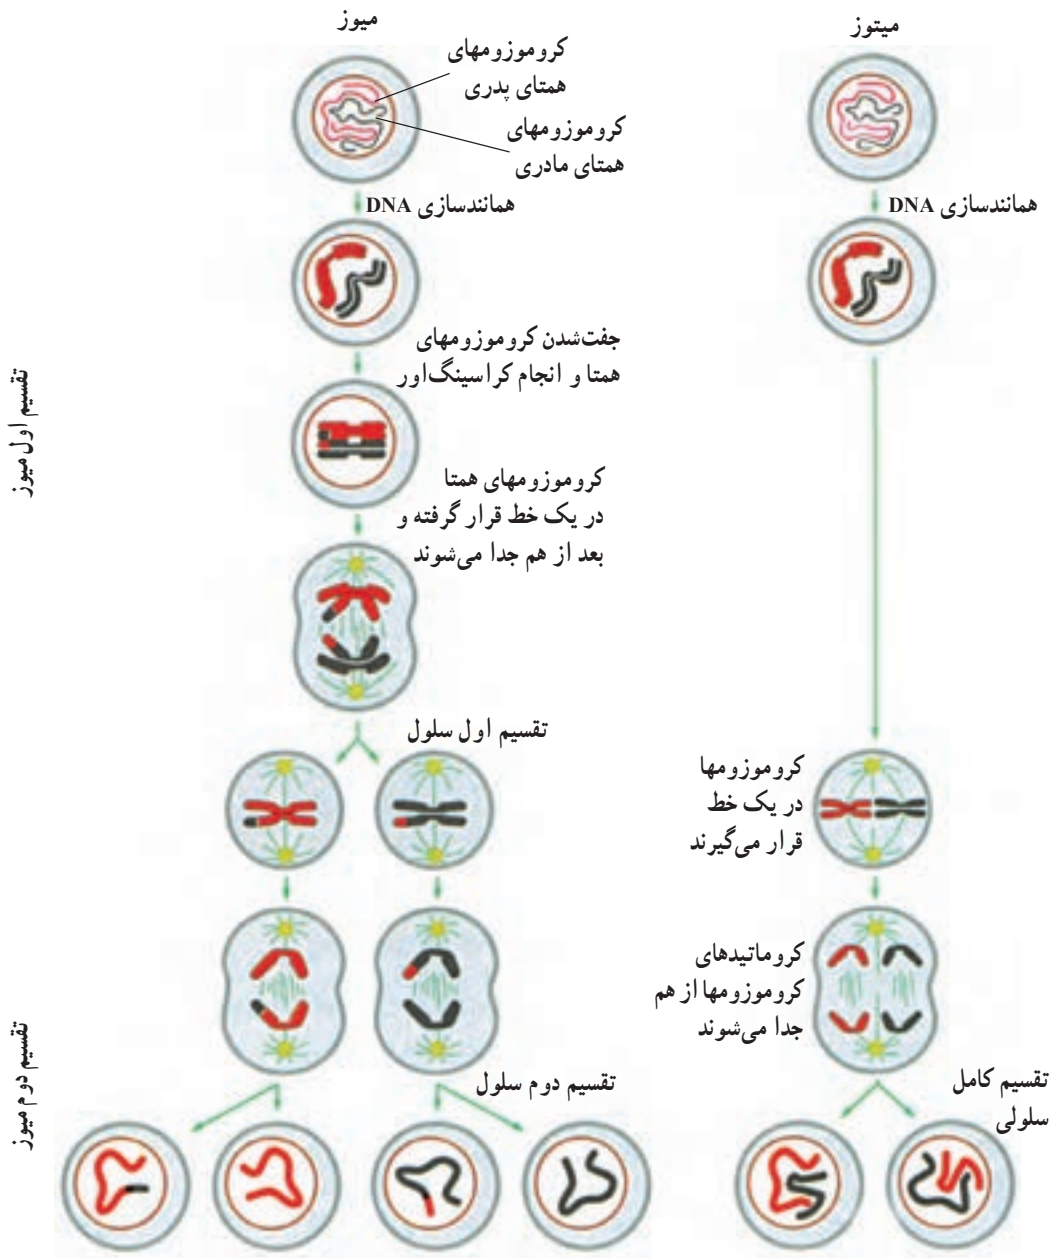 میوز
میتوز
کروموزومهای
همتای پدری
کروموزومهای
همتای مادری
همانندسازی DNA
همانندسازی DNA
جفت‌شدن کروموزومهای
همتا و انجام کراسینگ‌اور
تقسیم اول میوز
کروموزومهای همتا
در یک خط قرار گرفته و
بعد از هم جدا می‌شوند
تقسیم اول سلول
کروموزومها
در یک خط
قرار می‌گیرند
کروماتیدهای
کروموزومها از هم
جدا می‌شوند
تقسیم دوم میوز
تقسیم دوم سلول
تقسیم کامل
سلولی